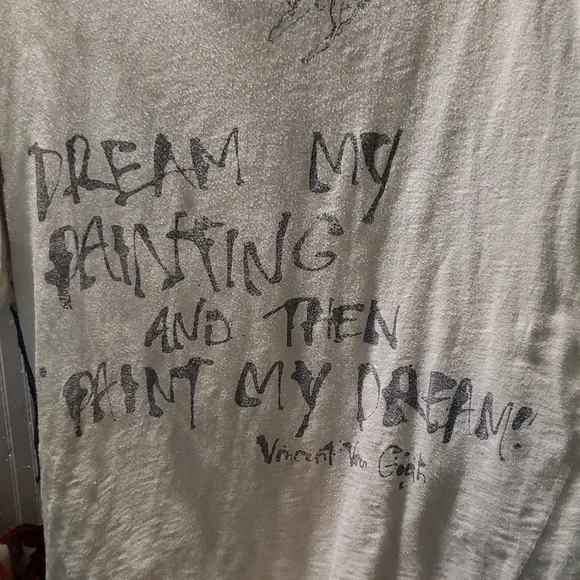 DREAM MY
PAINTING
AND THEN
PAINT MY DREAM!
Vincent Van Gogh